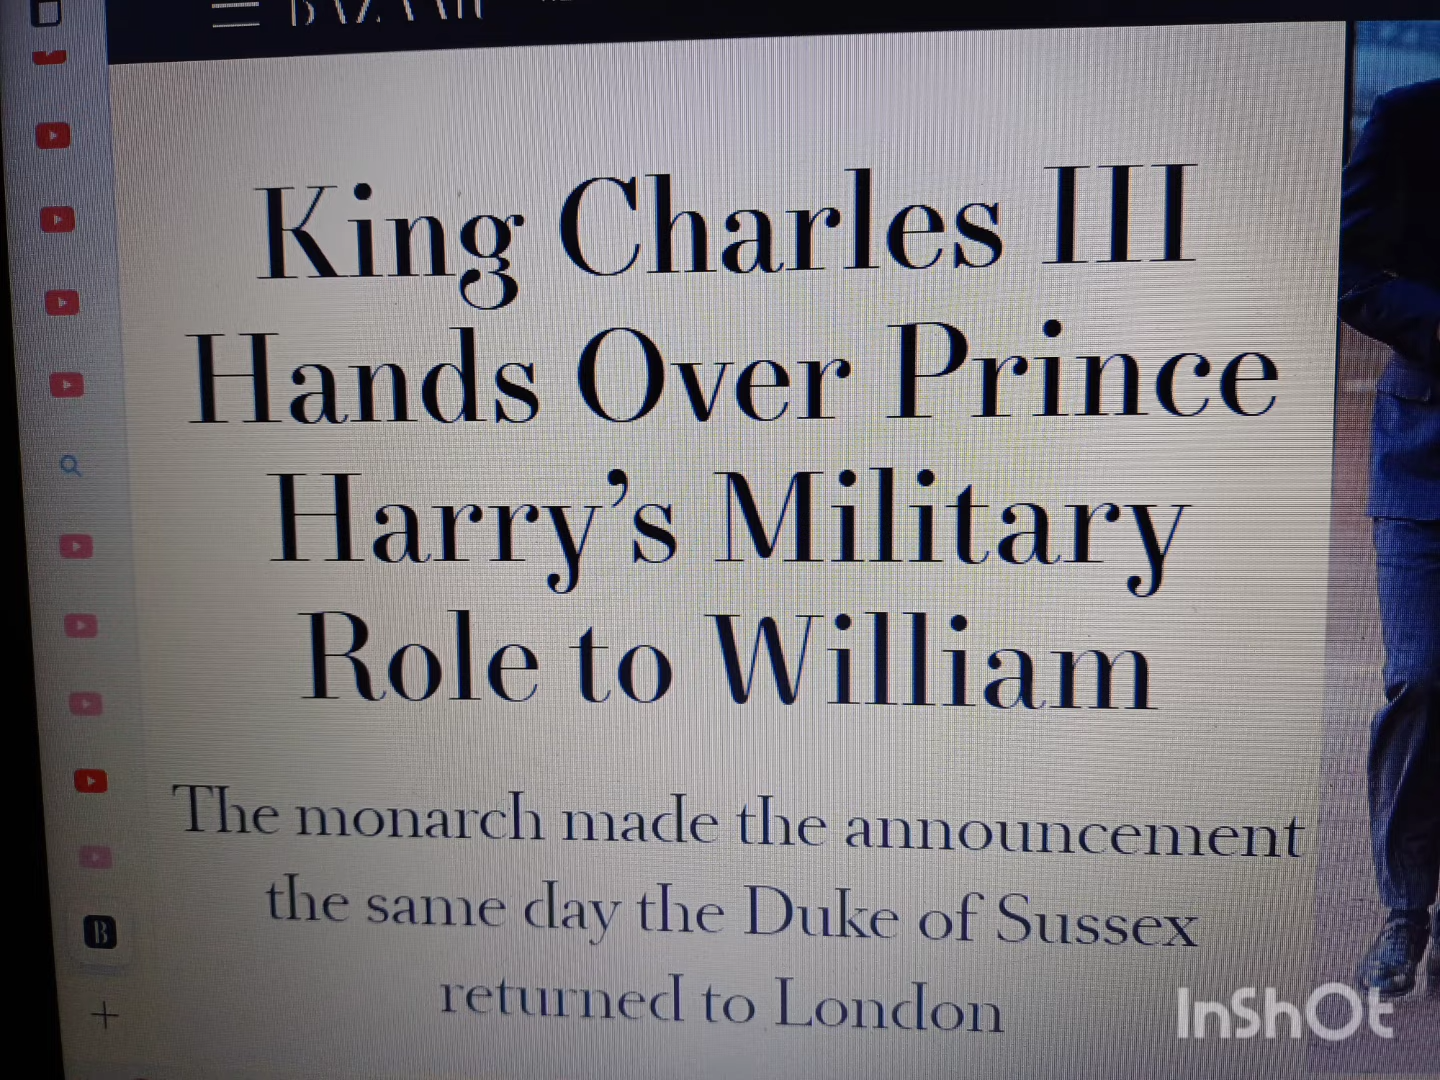 King Charles III
Hands Over Prince
Harry’s Military
Role to William
The monarch made the announcement
the same day the Duke of Sussex
returned to London
B
InShOt